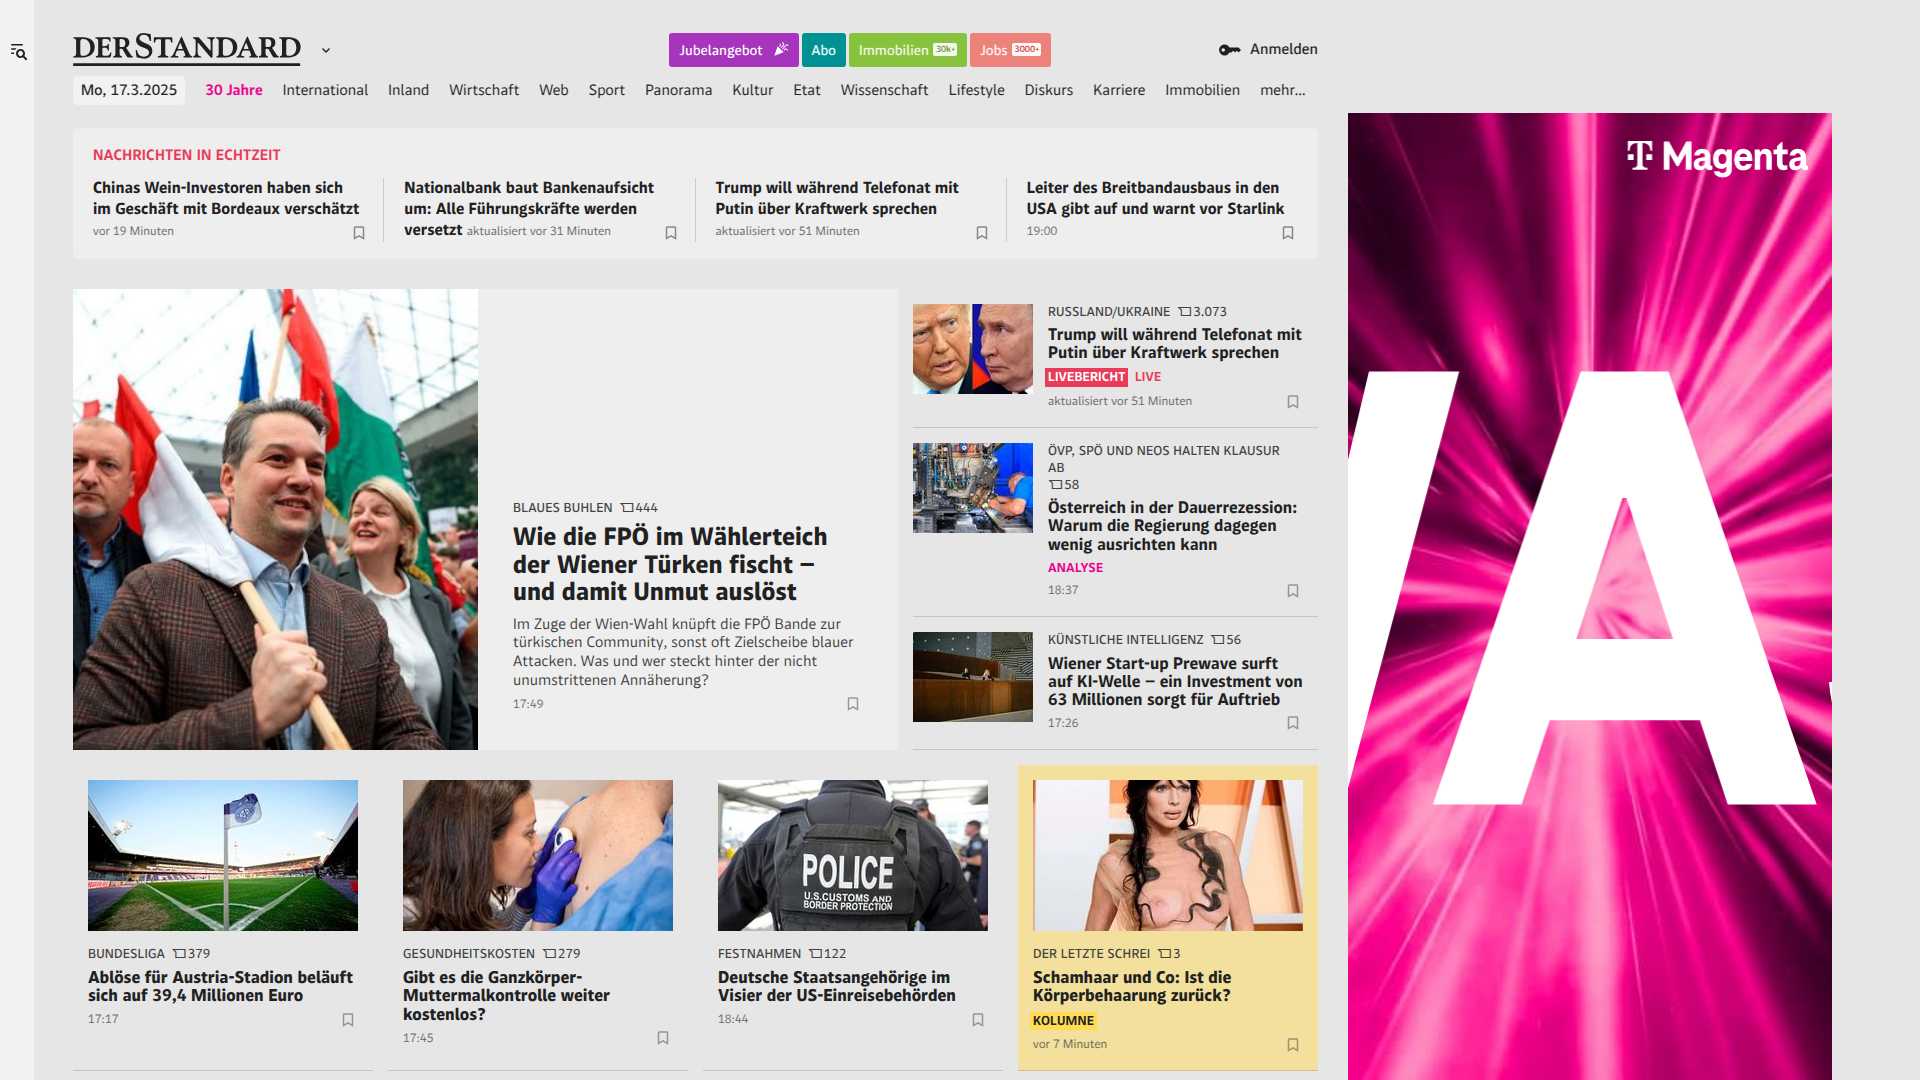 DERSTANDARD
Jubelangebot
Abo
Immobilien 30k+
Jobs 3000+
Anmelden
Mo, 17.3.2025
30 Jahre
International
Inland
Wirtschaft
Web
Sport
Panorama
Kultur
Etat
Wissenschaft
Lifestyle
Diskurs
Karriere
Immobilien
mehr...
NACHRICHTEN IN ECHTZEIT
Chinas Wein-Investoren haben sich
im Geschäft mit Bordeaux verschätzt
vor 19 Minuten
Nationalbank baut Bankenaufsicht
um: Alle Führungskräfte werden
versetzt aktualisiert vor 31 Minuten
Trump will während Telefonat mit
Putin über Kraftwerk sprechen
aktualisiert vor 51 Minuten
Leiter des Breitbandausbaus in den
USA gibt auf und warnt vor Starlink
19:00
BLAUES BUHLEN 444
Wie die FPÖ im Wählerteich
der Wiener Türken fischt –
und damit Unmut auslöst
Im Zuge der Wien-Wahl knüpft die FPÖ Bande zur
türkischen Community, sonst oft Zielscheibe blauer
Attacken. Was und wer steckt hinter der nicht
unumstrittenen Annäherung?
17:49
RUSSLAND/UKRAINE 3.073
Trump will während Telefonat mit
Putin über Kraftwerk sprechen
LIVEBERICHT LIVE
aktualisiert vor 51 Minuten
ÖVP, SPÖ UND NEOS HALTEN KLAUSUR
AB
58
Österreich in der Dauerrezession:
Warum die Regierung dagegen
wenig ausrichten kann
ANALYSE
18:37
KÜNSTLICHE INTELLIGENZ 56
Wiener Start-up Prewave surft
auf KI-Welle – ein Investment von
63 Millionen sorgt für Auftrieb
17:26
BUNDESLIGA 379
Ablöse für Austria-Stadion beläuft
sich auf 39,4 Millionen Euro
17:17
GESUNDHEITSKOSTEN 279
Gibt es die Ganzkörper-
Muttermalkontrolle weiter
kostenlos?
17:45
POLICE
U.S.CUSTOMS AND
BORDER PROTECTION
FESTNAHMEN 122
Deutsche Staatsangehörige im
Visier der US-Einreisebehörden
18:44
DER LETZTE SCHREI 3
Schamhaar und Co: Ist die
Körperbehaarung zurück?
KOLUMNE
vor 7 Minuten
T Magenta
A